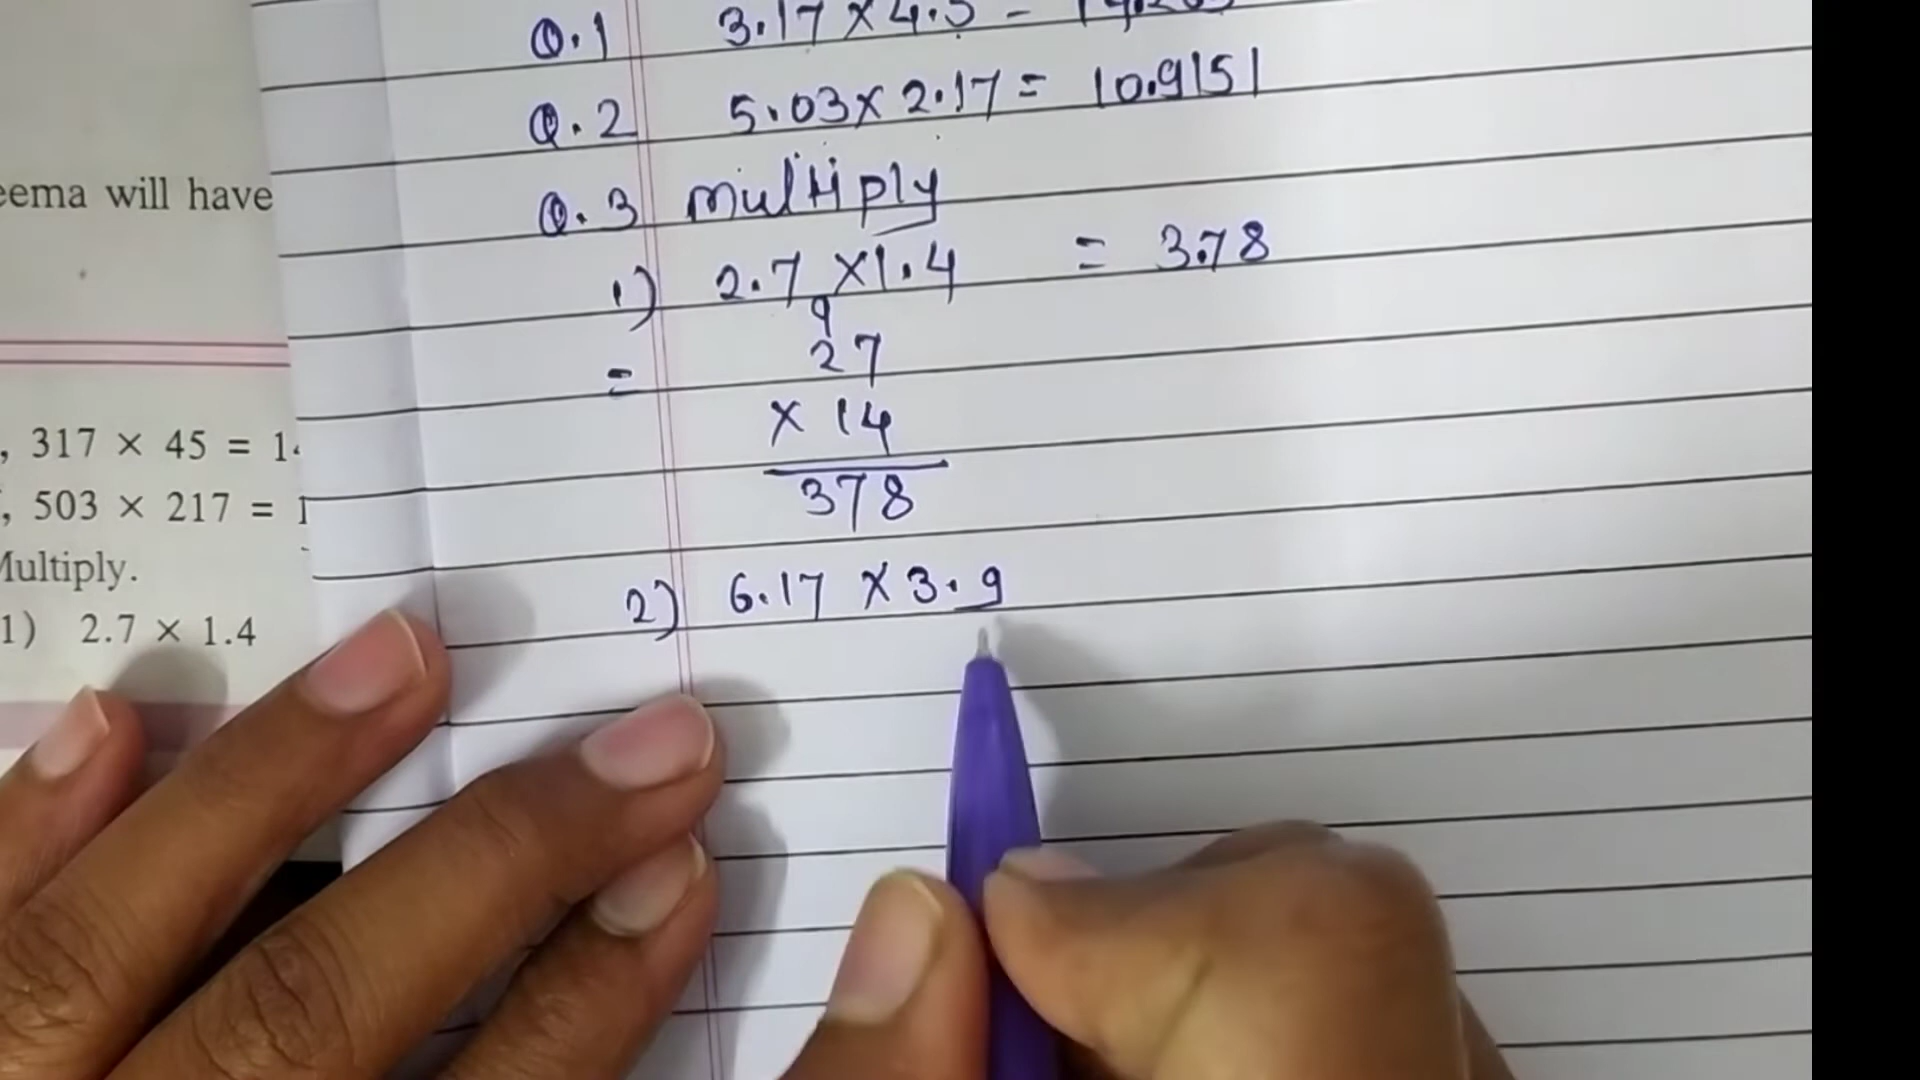 Q.1 3.17 × 4.5 =
Q.2 5.03 × 2.17 = 10.9151
Q.3 Multiply
1) 2.7 × 1.4 = 3.78
9
= 27
× 14
378
2) 6.17 × 3.9
will have
, 317 × 45 =
, 503 × 217 =
Multiply.
1) 2.7 × 1.4